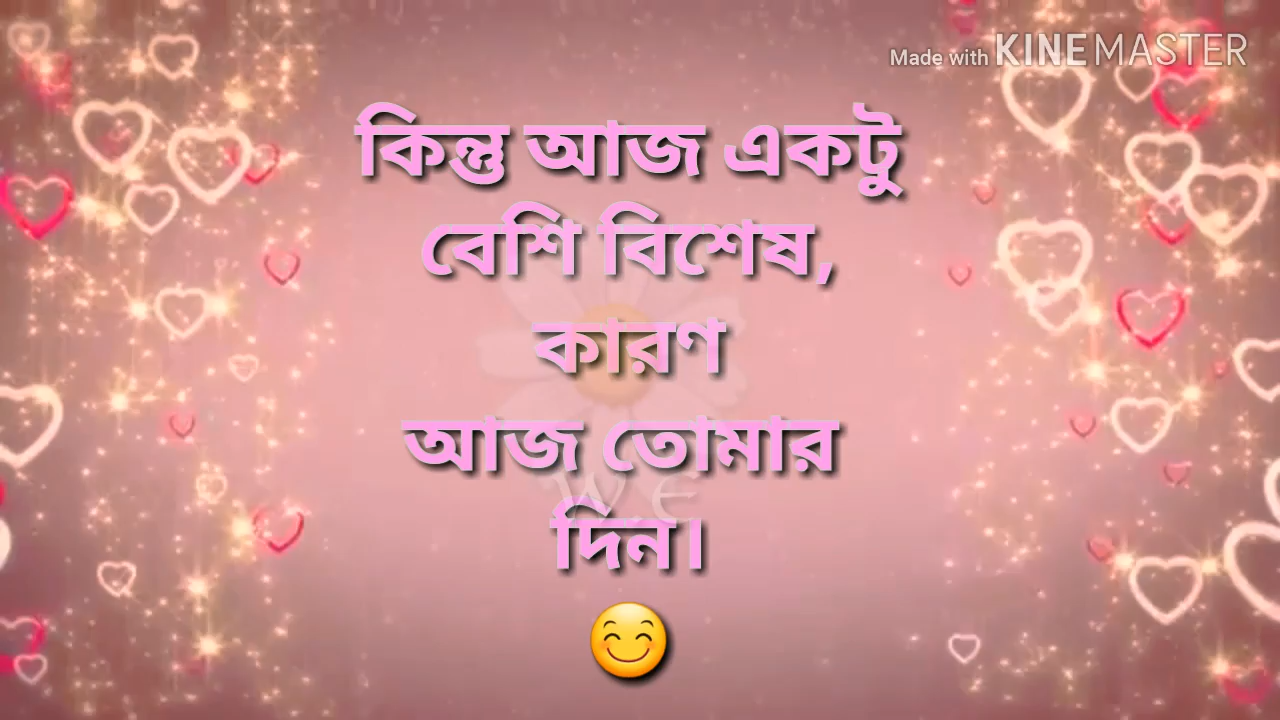 Made with KINEMASTER
কিন্তু আজ একটু
বেশি বিশেষ,
কারণ
আজ তোমার
দিন।
😊